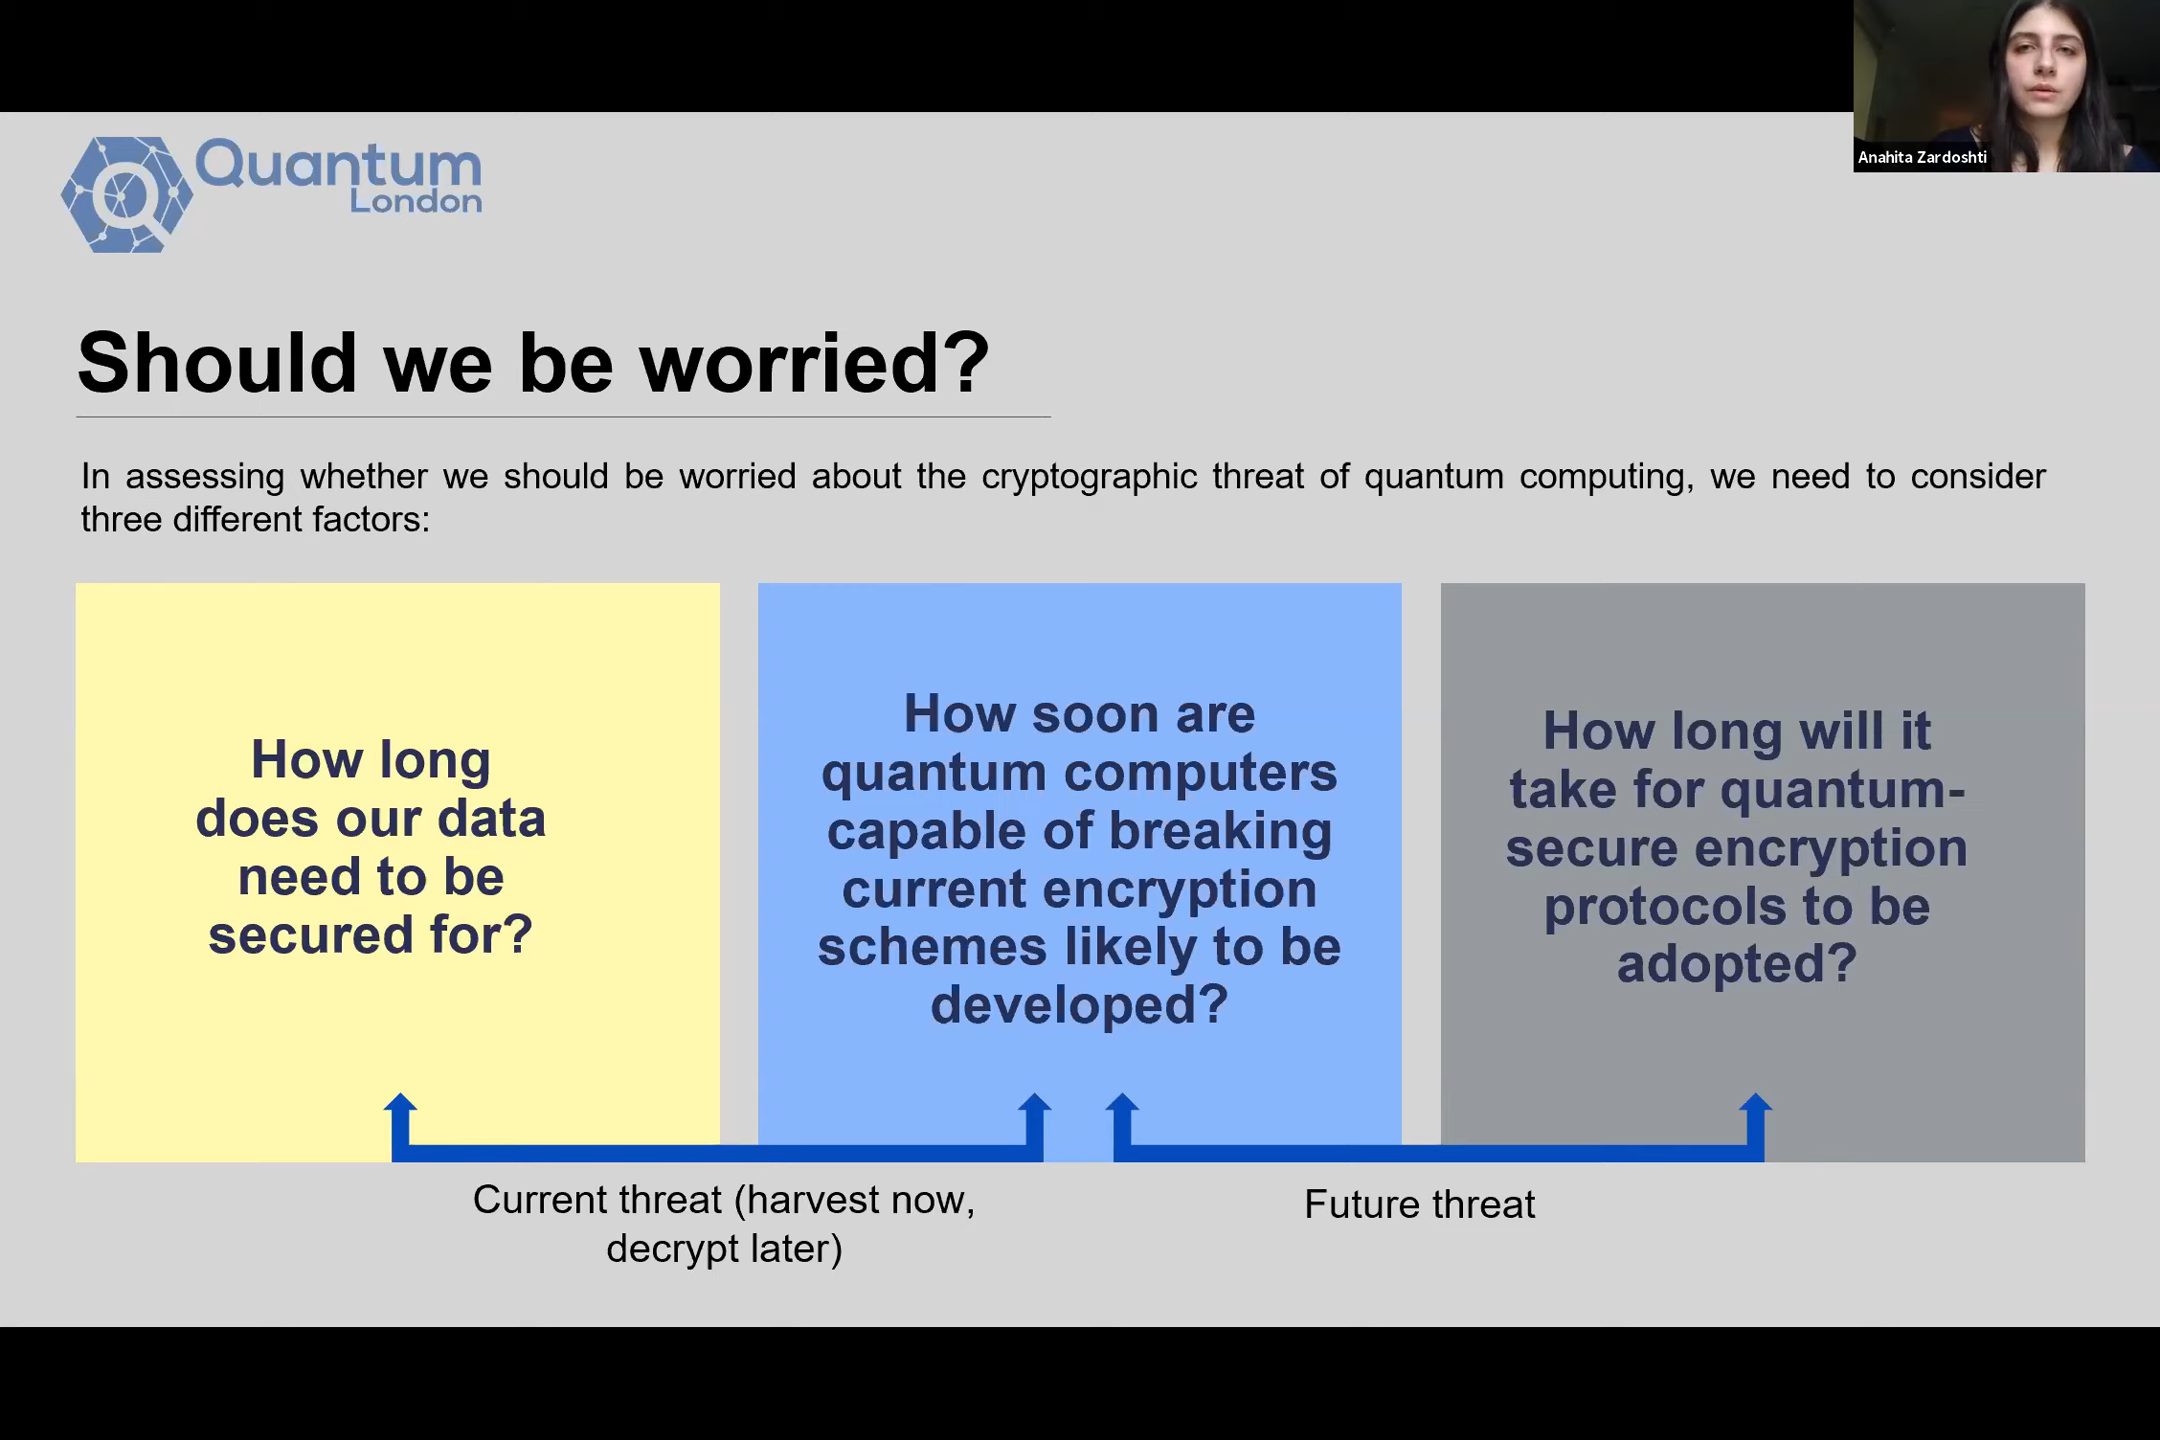 Anahita Zardoshti
Quantum
London
Should we be worried?
In assessing whether we should be worried about the cryptographic threat of quantum computing, we need to consider
three different factors:
How long
does our data
need to be
secured for?
How soon are
quantum computers
capable of breaking
current encryption
schemes likely to be
developed?
How long will it
take for quantum-
secure encryption
protocols to be
adopted?
Current threat (harvest now,
decrypt later)
Future threat